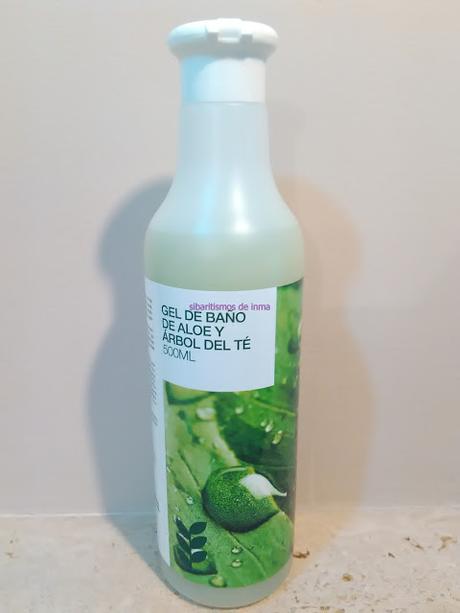 sibaritismos de inma
GEL DE BAÑO
DE ALOE Y
ÁRBOL DEL TÉ
500ML